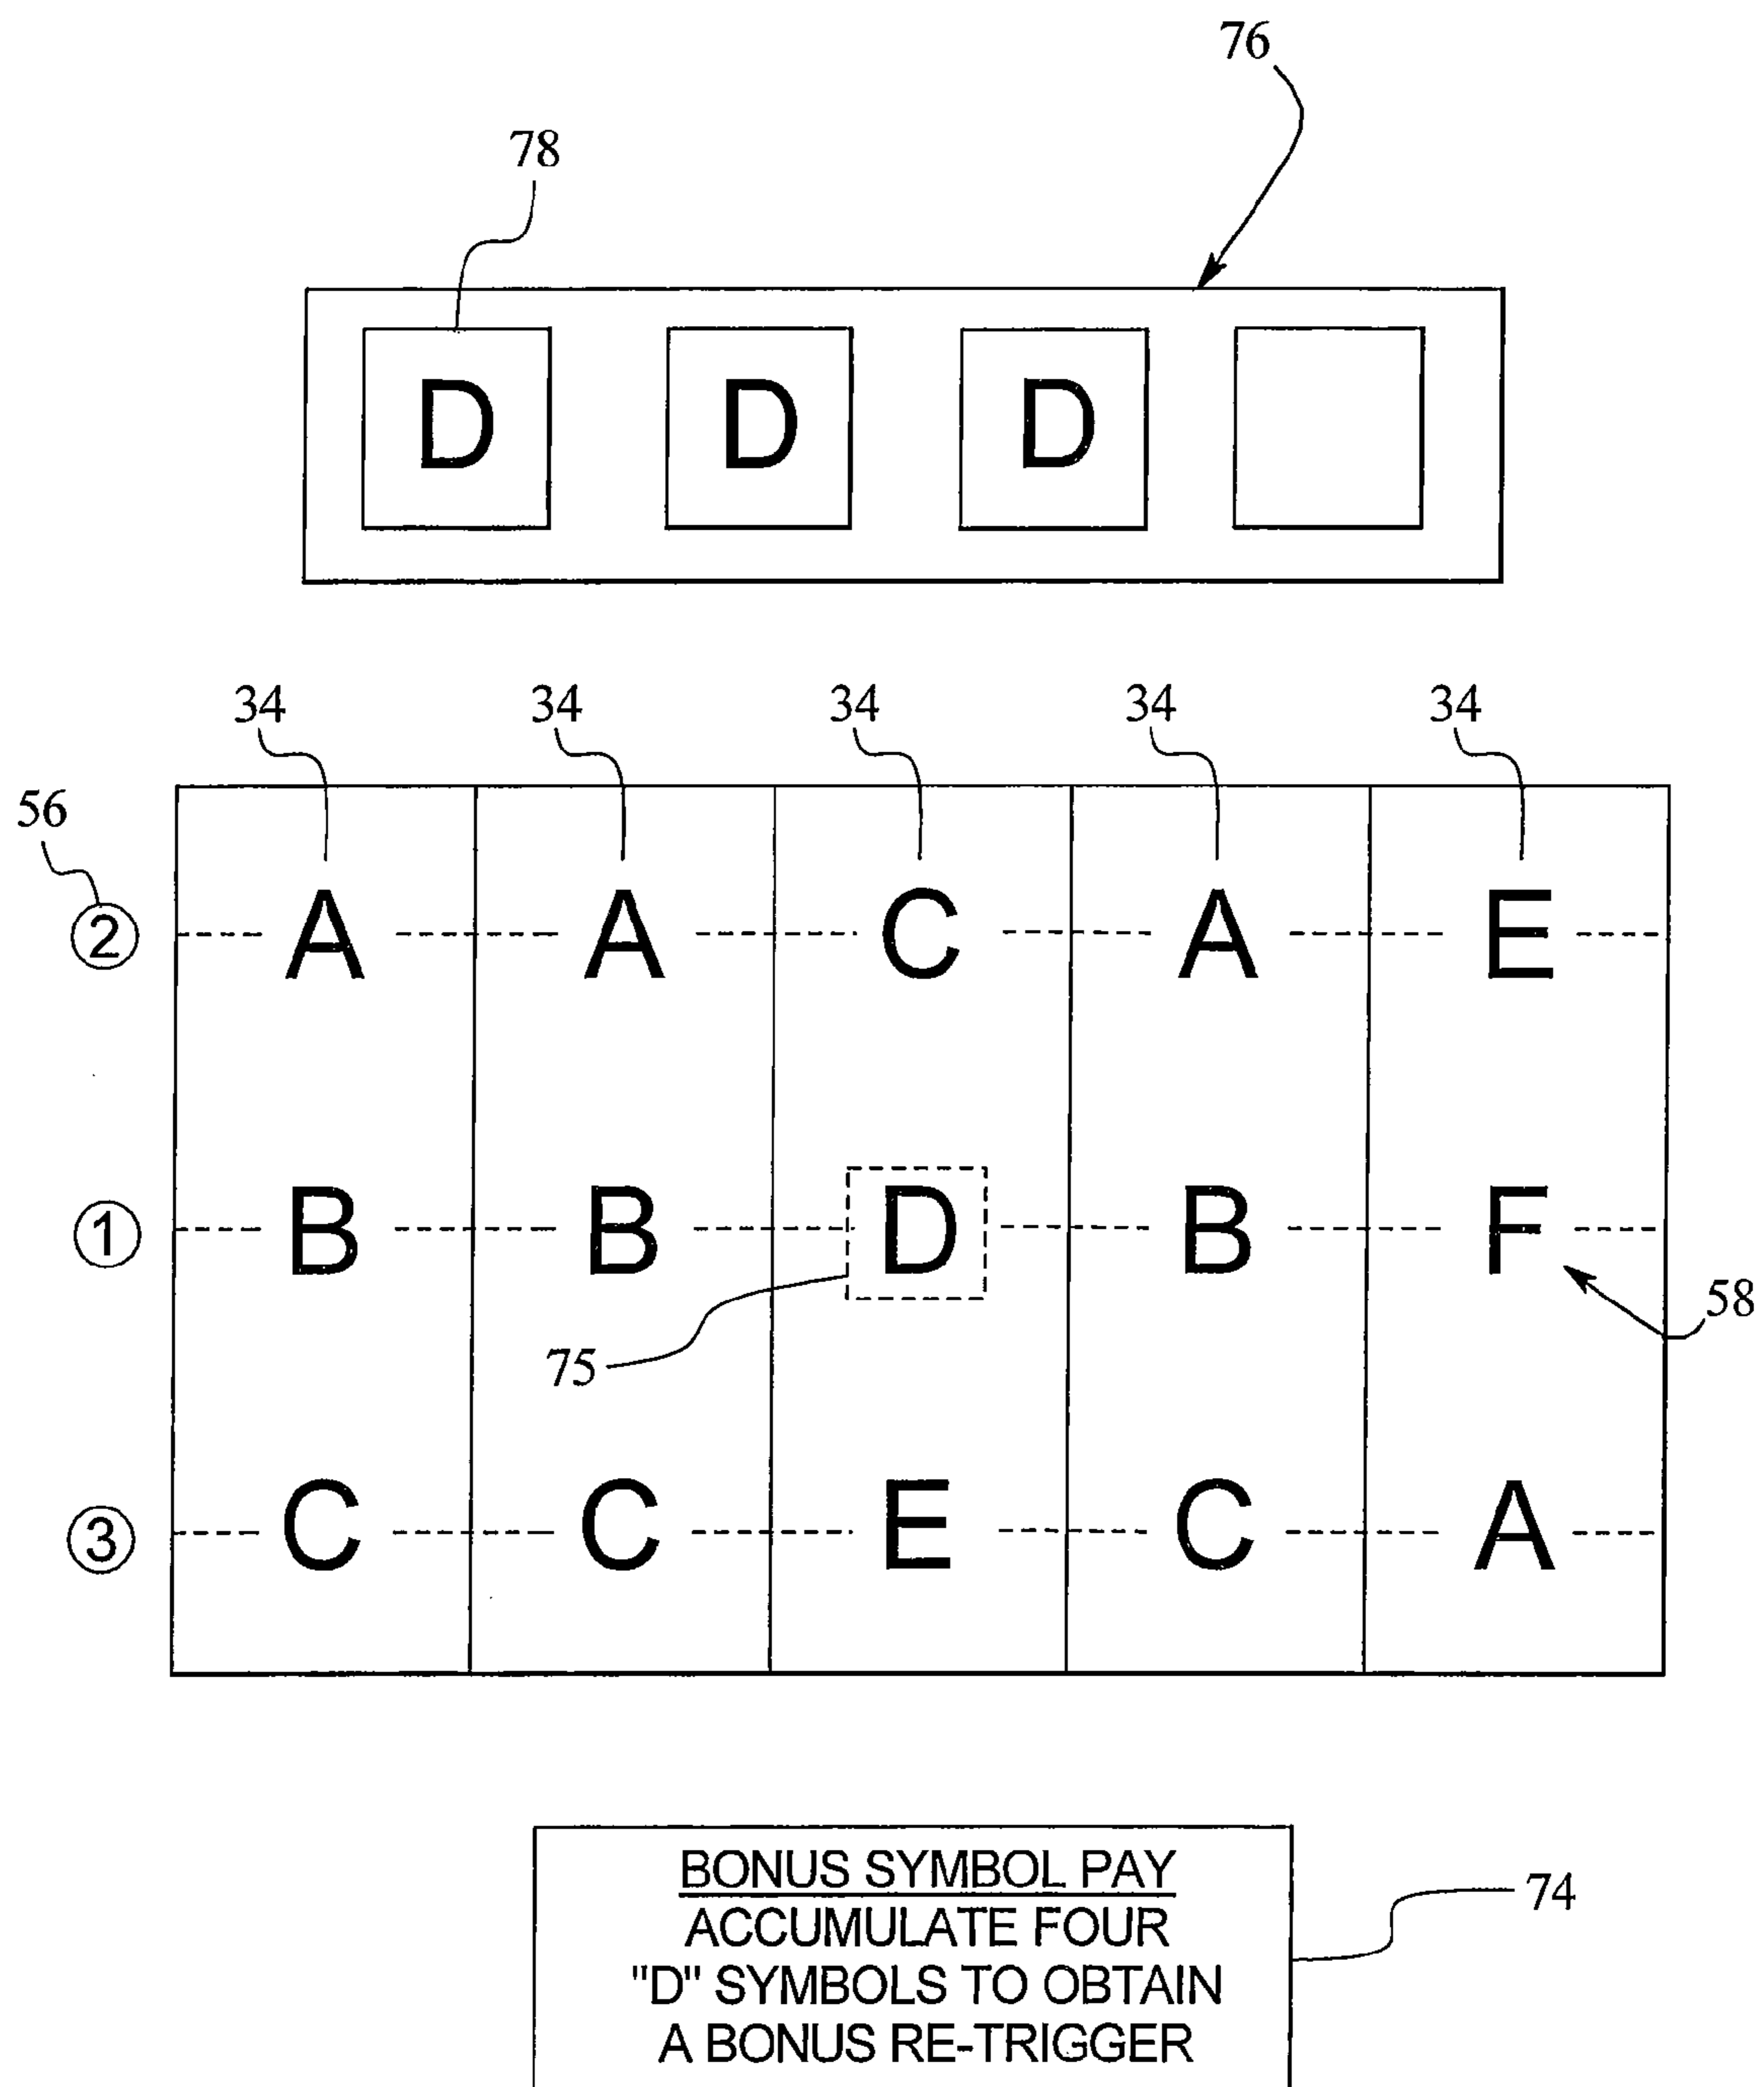 76
78
D D D
34 34 34 34 34
56
② A A C A E
① B B D B F
58
75
③ C C E C A
BONUS SYMBOL PAY
ACCUMULATE FOUR
"D" SYMBOLS TO OBTAIN
A BONUS RE-TRIGGER
74